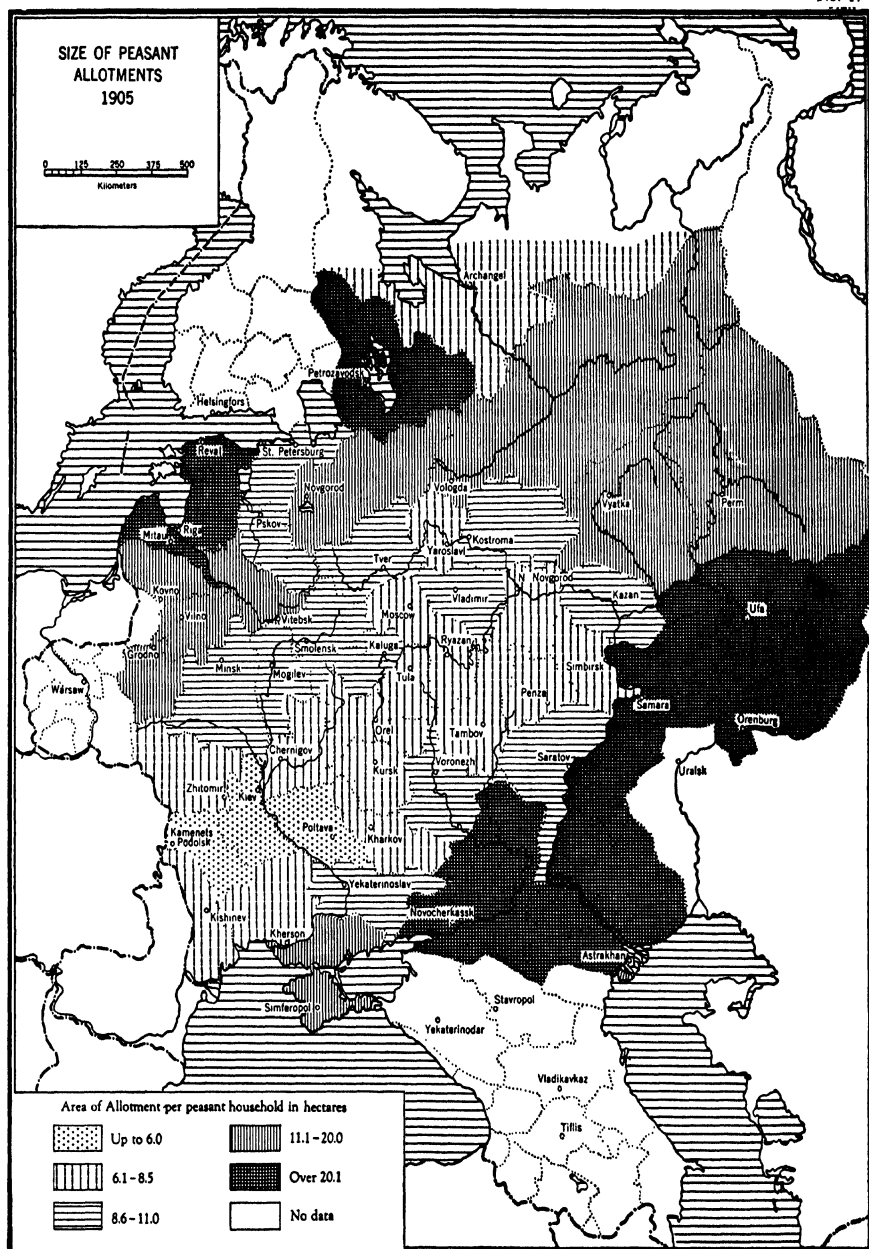 SIZE OF PEASANT
ALLOTMENTS
1905
0 125 250 375 500
Kilometers
Archangel
Petrozavodsk
Helsingfors
Reval
St. Petersburg
Novgorod
Vologda
Vyatka
Perm
Pskov
Riga
Mitau
Kostroma
Yaroslavl
Tver
N. Novgorod
Kovno
Vladimir
Kazan
Ufa
Moscow
Vilno
Vitebsk
Smolensk
Kaluga
Ryazan
Grodno
Minsk
Mogilev
Tula
Simbirsk
Warsaw
Penza
Samara
Orenburg
Orel
Tambov
Chernigov
Voronezh
Saratov
Uralsk
Kursk
Zhitomir
Kiev
Poltava
Kharkov
Kamenets
Podolsk
Yekaterinoslav
Kishinev
Novocherkassk
Kherson
Astrakhan
Simferopol
Stavropol
Yekaterinodar
Vladikavkaz
Tiflis
Area of Allotment per peasant household in hectares
Up to 6.0
11.1-20.0
6.1-8.5
Over 20.1
8.6-11.0
No data